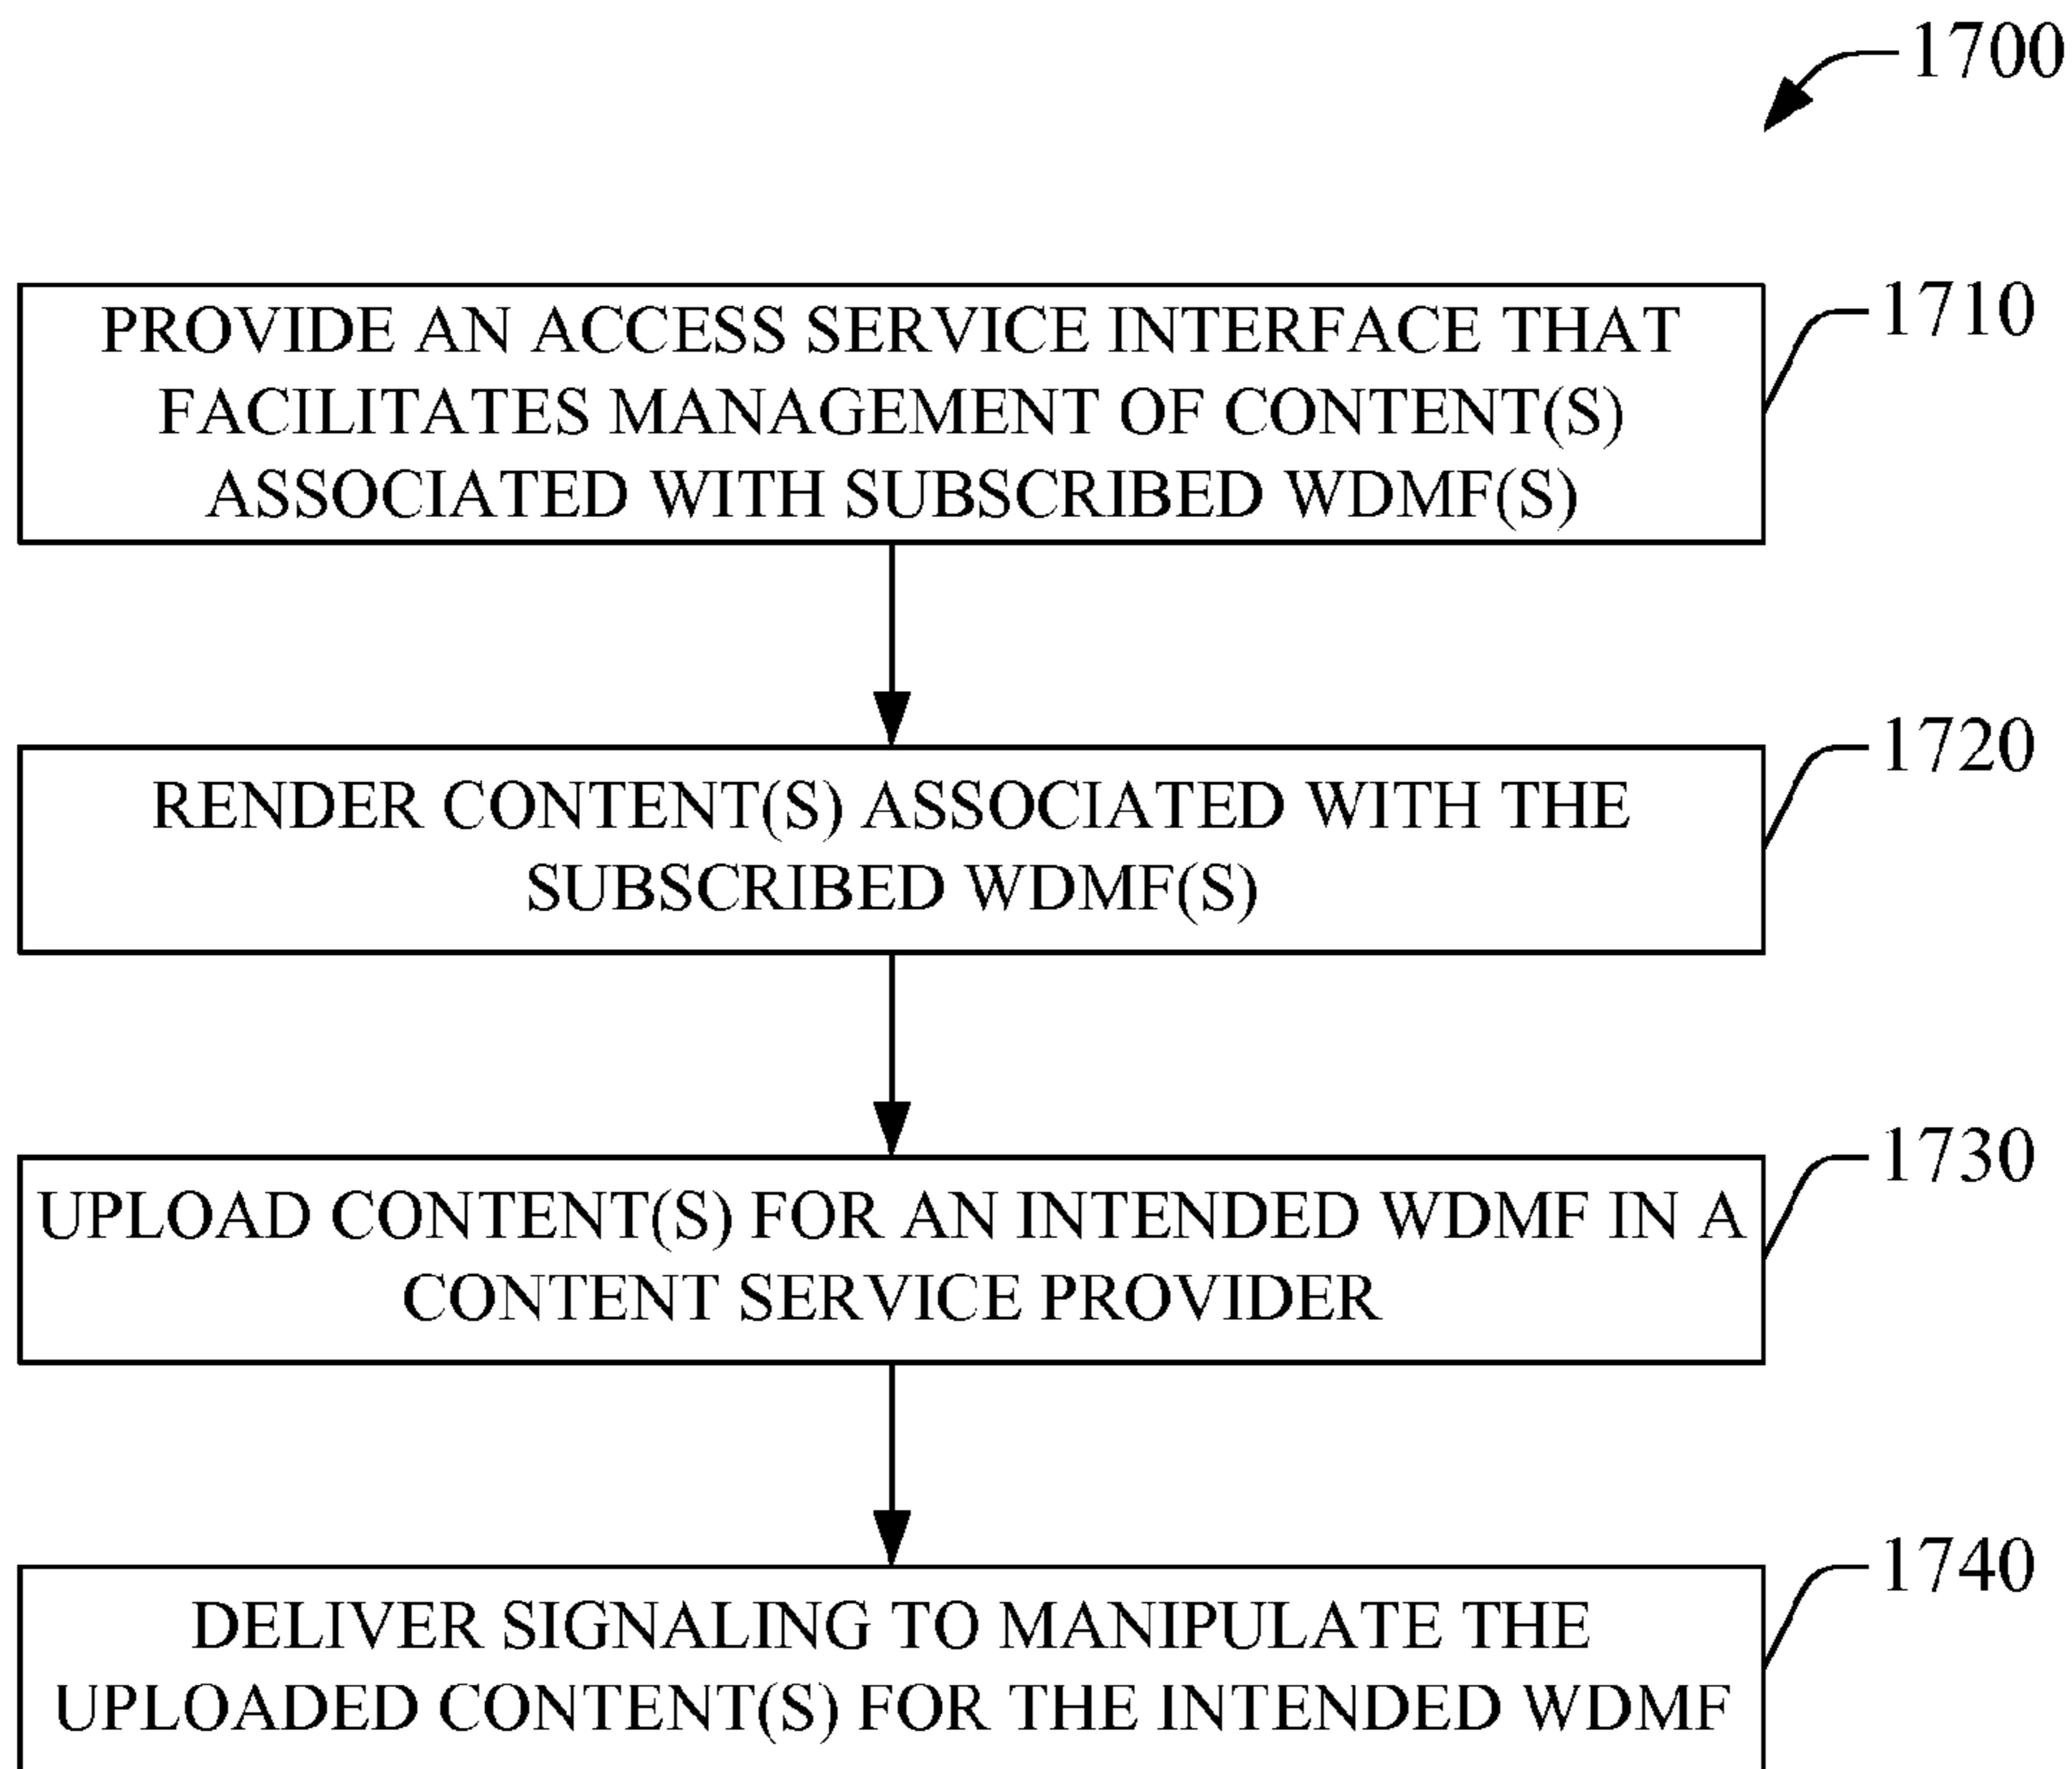 1700
PROVIDE AN ACCESS SERVICE INTERFACE THAT
FACILITATES MANAGEMENT OF CONTENT(S)
ASSOCIATED WITH SUBSCRIBED WDMF(S)
1710
RENDER CONTENT(S) ASSOCIATED WITH THE
SUBSCRIBED WDMF(S)
1720
UPLOAD CONTENT(S) FOR AN INTENDED WDMF IN A
CONTENT SERVICE PROVIDER
1730
DELIVER SIGNALING TO MANIPULATE THE
UPLOADED CONTENT(S) FOR THE INTENDED WDMF
1740